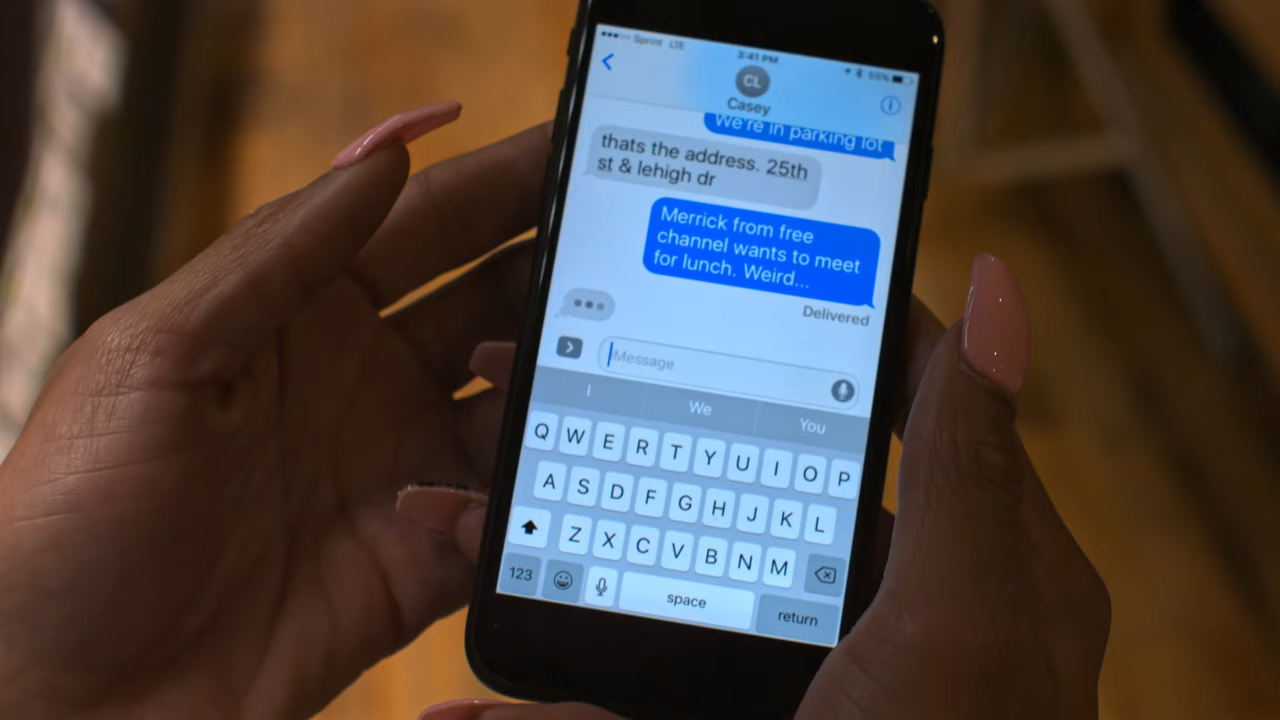 Sprint LTE 3:41 PM 55%
CL
Casey
We're in parking lot
thats the address. 25th
st & lehigh dr
Merrick from free
channel wants to meet
for lunch. Weird...
Delivered
Message
I We You
Q W E R T Y U I O P
A S D F G H J K L
Z X C V B N M
123 space return